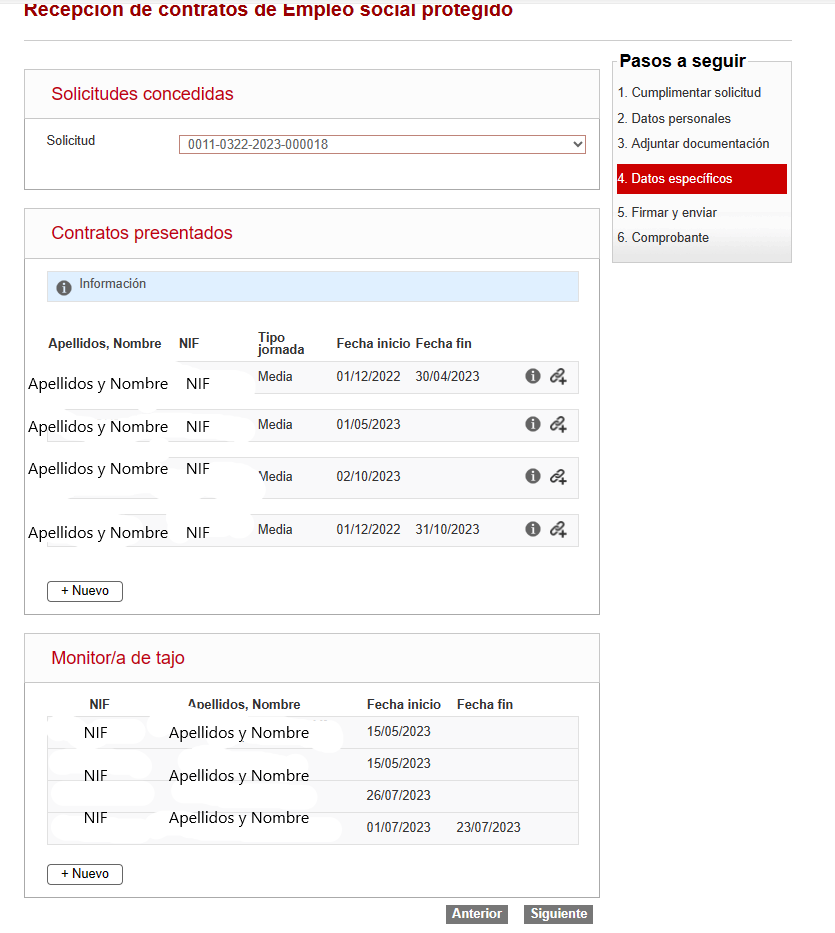 Recepción de contratos de Empleo social protegido
Pasos a seguir
1. Cumplimentar solicitud
2. Datos personales
3. Adjuntar documentación
4. Datos específicos
5. Firmar y enviar
6. Comprobante
Solicitudes concedidas
Solicitud 0011-0322-2023-000018
Contratos presentados
Información
Apellidos, Nombre NIF Tipo jornada Fecha inicio Fecha fin
Apellidos y Nombre NIF Media 01/12/2022 30/04/2023
Apellidos y Nombre NIF Media 01/05/2023
Apellidos y Nombre NIF Media 02/10/2023
Apellidos y Nombre NIF Media 01/12/2022 31/10/2023
+ Nuevo
Monitor/a de tajo
NIF Apellidos, Nombre Fecha inicio Fecha fin
NIF Apellidos y Nombre 15/05/2023
15/05/2023
NIF Apellidos y Nombre
26/07/2023
NIF Apellidos y Nombre 01/07/2023 23/07/2023
+ Nuevo
Anterior Siguiente